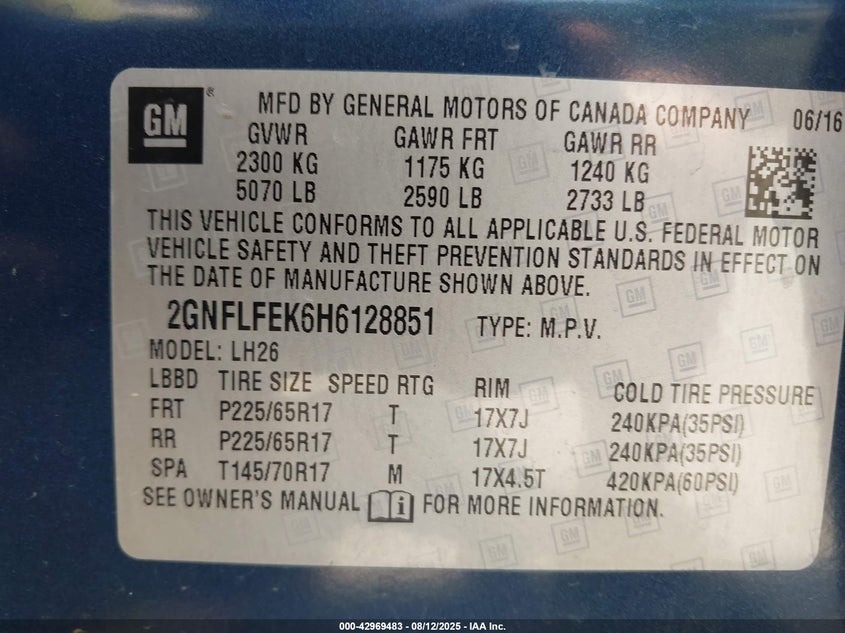 GM ® MFD BY GENERAL MOTORS OF CANADA COMPANY 06/16
GVWR GAWR FRT GAWR RR
2300 KG 1175 KG 1240 KG
5070 LB 2590 LB 2733 LB
THIS VEHICLE CONFORMS TO ALL APPLICABLE U.S. FEDERAL MOTOR
VEHICLE SAFETY AND THEFT PREVENTION STANDARDS IN EFFECT ON
THE DATE OF MANUFACTURE SHOWN ABOVE.
2GNFLFEK6H6128851 TYPE: M.P.V.
MODEL: LH26
LBBD TIRE SIZE SPEED RTG RIM COLD TIRE PRESSURE
FRT P225/65R17 T 17X7J 240KPA(35PSI)
RR P225/65R17 T 17X7J 240KPA(35PSI)
SPA T145/70R17 M 17X4.5T 420KPA(60PSI)
SEE OWNER'S MANUAL i FOR MORE INFORMATION.
000-42969483 - 08/12/2025 - IAA Inc.